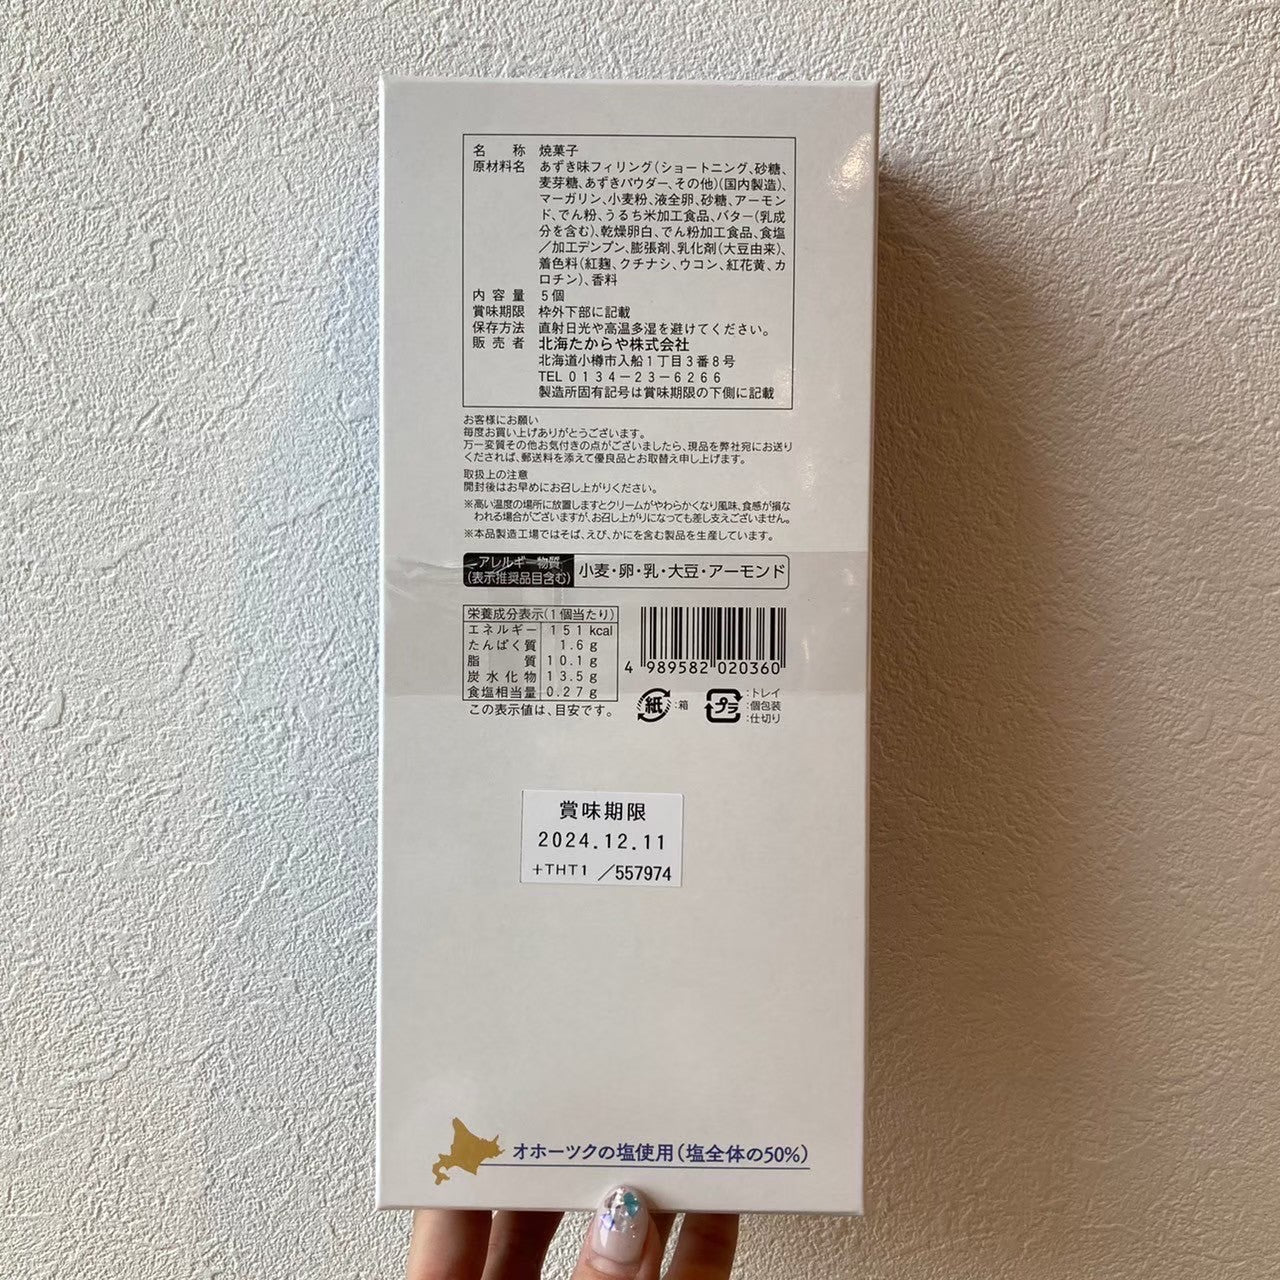 名称 焼菓子
原材料名 あずき味フィリング(ショートニング、砂糖、
麦芽糖、あずきパウダー、その他)(国内製造)、
マーガリン、小麦粉、液全卵、砂糖、アーモン
ド、でん粉、うるち米加工食品、バター(乳成
分を含む)、乾燥卵白、でん粉加工食品、食塩
／加工デンプン、膨張剤、乳化剤(大豆由来)、
着色料(紅麹、クチナシ、ウコン、紅花黄、カ
ロチン)、香料
内容量 5個
賞味期限 枠外下部に記載
保存方法 直射日光や高温多湿を避けてください。
販売者 北海たからや株式会社
北海道小樽市入船1丁目3番8号
TEL 0134－23－6266
製造所固有記号は賞味期限の下側に記載
お客様にお願い
毎度お買い上げありがとうございます。
万一変質その他お気付きの点がございましたら、現品を弊社宛にお送り
くだされば、郵送料を添えて優良品とお取替え申し上げます。
取扱上の注意
開封後はお早めにお召し上がりください。
※高い温度の場所に放置しますとクリームがやわらかくなり風味、食感が損な
われる場合がございますが、お召し上がりになっても差し支えございません。
※本品製造工場ではそば、えび、かにを含む製品を生産しています。
アレルギー物質
(表示推奨品目含む) 小麦・卵・乳・大豆・アーモンド
栄養成分表示(1個当たり)
エネルギー 151kcal
たんぱく質 1.6g
脂質 10.1g
炭水化物 13.5g
食塩相当量 0.27g
この表示値は、目安です。
4 989582 020360
紙 :箱
プラ :トレイ
:個包装
:仕切り
賞味期限
2024.12.11
+THT1 ／557974
オホーツクの塩使用(塩全体の50%)